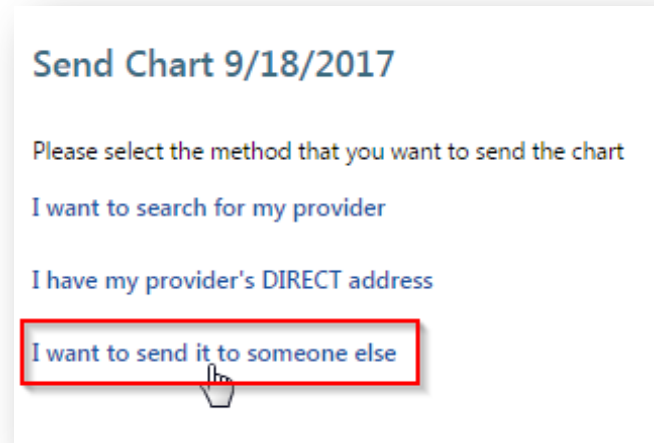 Send Chart 9/18/2017
Please select the method that you want to send the chart
I want to search for my provider
I have my provider's DIRECT address
I want to send it to someone else